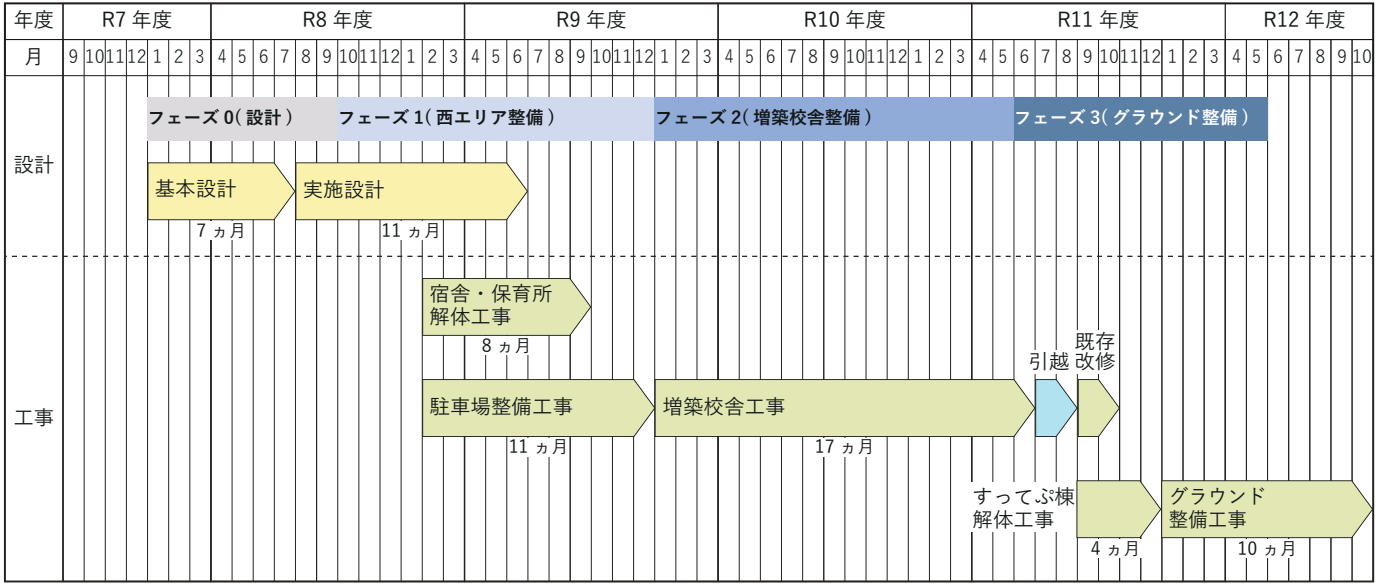 年度 R7 年度 R8 年度 R9 年度 R10 年度 R11 年度 R12 年度
月 9 10 11 12 1 2 3 4 5 6 7 8 9 10 11 12 1 2 3 4 5 6 7 8 9 10 11 12 1 2 3 4 5 6 7 8 9 10 11 12 1 2 3 4 5 6 7 8 9 10 11 12 1 2 3 4 5 6 7 8 9 10
フェーズ 0( 設計 ) フェーズ 1( 西エリア整備 ) フェーズ 2( 増築校舎整備 ) フェーズ 3( グラウンド整備 )
設計
基本設計 実施設計
7 ヵ月 11 ヵ月
工事
宿舎・保育所
解体工事
8 ヵ月
引越
既存
改修
駐車場整備工事 増築校舎工事
11 ヵ月 17 ヵ月
すってぷ棟
解体工事
グラウンド
整備工事
4 ヵ月 10 ヵ月